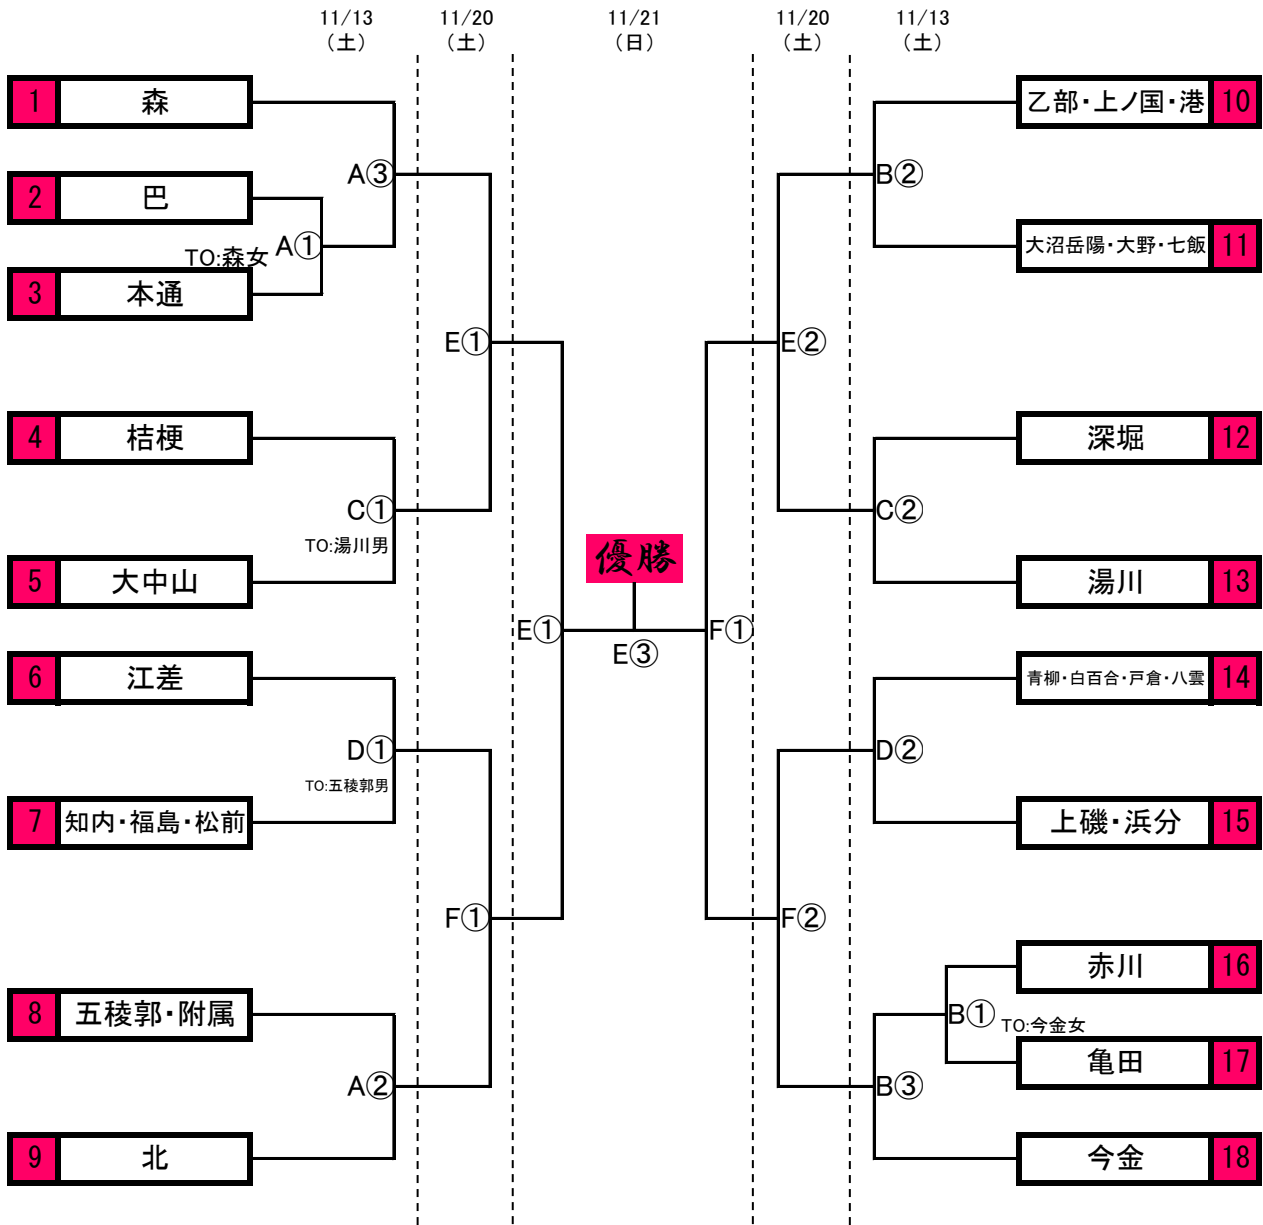 11/13 11/20 11/21 11/20 11/13
（土） （土） （日） （土） （土）
1 森
A③
2 巴
TO:森女 A①
3 本通
E①
4 桔梗
C①
TO:湯川男
5 大中山
E①
6 江差
D①
TO:五稜郭男
7 知内・福島・松前
F①
8 五稜郭・附属
A②
9 北
優勝
E③
乙部・上ノ国・港 10
B②
大沼岳陽・大野・七飯 11
E②
深堀 12
C②
湯川 13
F①
青柳・白百合・戸倉・八雲 14
D②
上磯・浜分 15
F②
赤川 16
B① TO:今金女
亀田 17
B③
今金 18